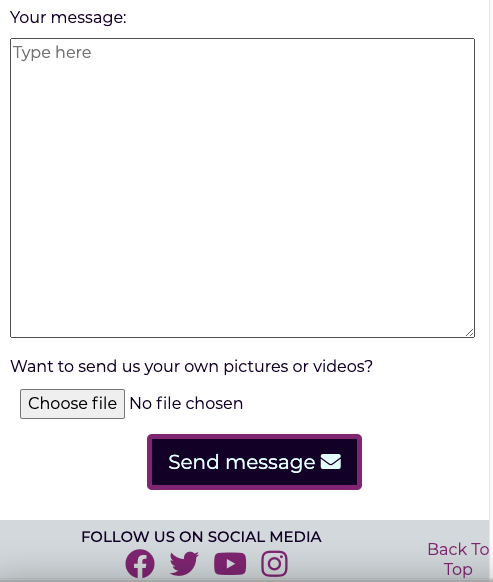 Your message:
Type here
Want to send us your own pictures or videos?
Choose file No file chosen
Send message
FOLLOW US ON SOCIAL MEDIA
Back To
Top